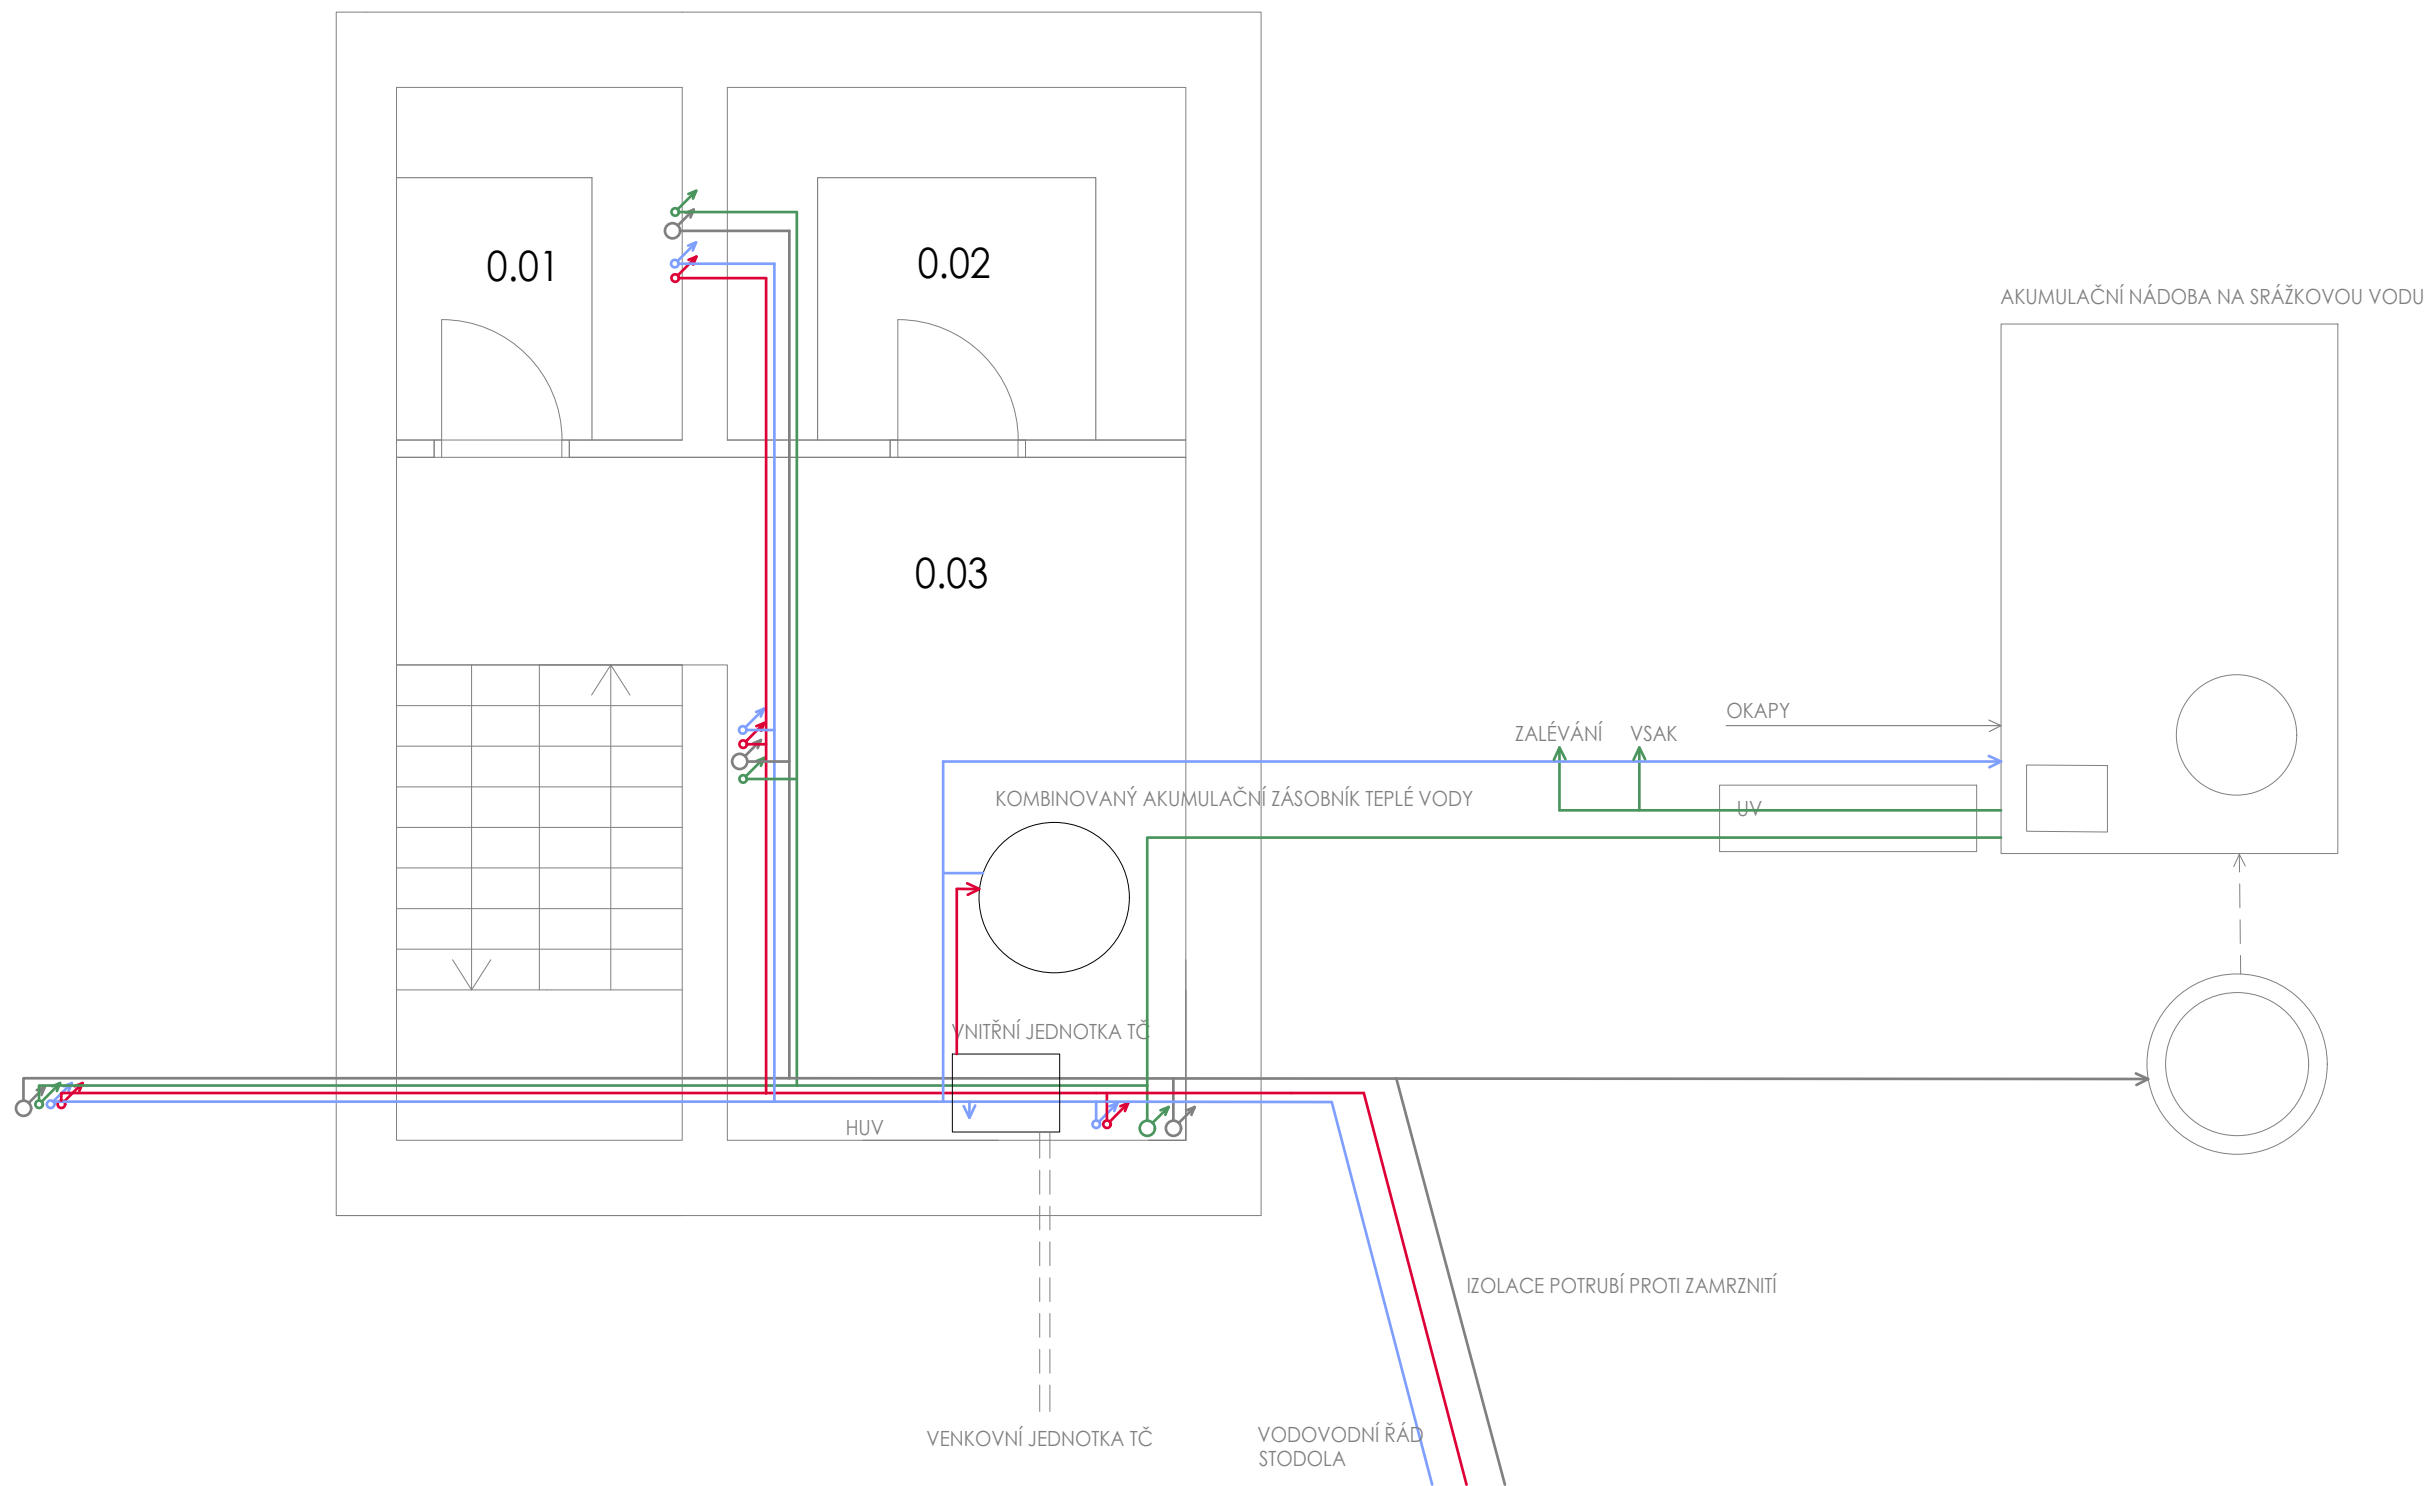 0.01
0.02
AKUMULAČNÍ NÁDOBA NA SRÁŽKOVOU VODU
0.03
OKAPY
ZALÉVÁNÍ
VSAK
KOMBINOVANÝ AKUMULAČNÍ ZÁSOBNÍK TEPLÉ VODY
UV
VNITŘNÍ JEDNOTKA TČ
HUV
IZOLACE POTRUBÍ PROTI ZAMRZNITÍ
VENKOVNÍ JEDNOTKA TČ
VODOVODNÍ ŘÁD
STODOLA